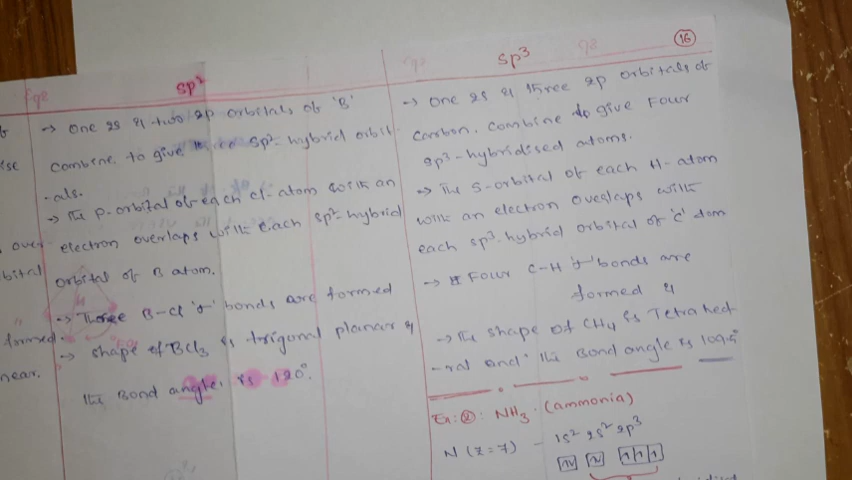 16
sp²
→ One 2s & two 2p orbitals of 'B'
combine to give sp²-hybrid orbit-
-als.
→ The p-orbital of each cl-atom with an
electron overlaps with each sp²-hybrid
orbital of B atom.
→ Three B-Cl 'σ' bonds are formed
→ shape of BCl₃ is trigonal planar &
the Bond angle is 120°.
sp³
→ One 2s & three 2p orbitals of
Carbon. Combine to give Four
sp³-hybridised atoms.
→ The S-orbital of each H-atom
with an electron overlaps with
each sp³-hybrid orbital of 'C' atom
→ Four C-H 'σ' bonds are
formed &
→ The shape of CH₄ is Tetrahed-
-ral and the Bond angle is 109.5°
Ex: ②: NH₃. (ammonia)
N (z=7) - 1s² 2s² 2p³
formed
near.